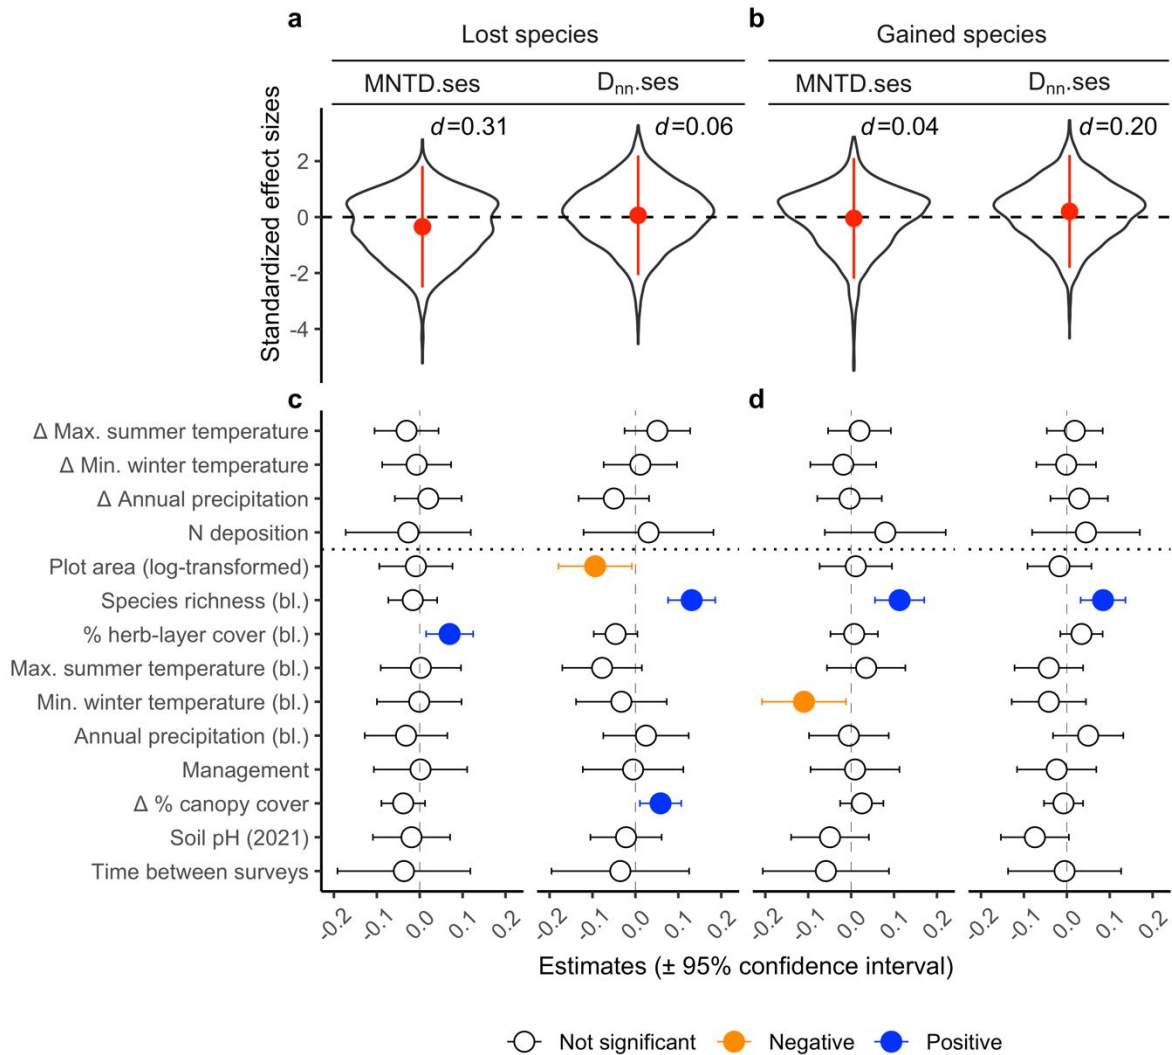 a
b
Lost species
Gained species
MNTD.ses
Dnn.ses
MNTD.ses
Dnn.ses
d=0.31
d=0.06
d=0.04
d=0.20
Standardized effect sizes
2
0
-2
-4
c
d
Δ Max. summer temperature
Δ Min. winter temperature
Δ Annual precipitation
N deposition
Plot area (log-transformed)
Species richness (bl.)
% herb-layer cover (bl.)
Max. summer temperature (bl.)
Min. winter temperature (bl.)
Annual precipitation (bl.)
Management
Δ % canopy cover
Soil pH (2021)
Time between surveys
-0.2 -0.1 0.0 0.1 0.2
-0.2 -0.1 0.0 0.1 0.2
-0.2 -0.1 0.0 0.1 0.2
-0.2 -0.1 0.0 0.1 0.2
Estimates (± 95% confidence interval)
Not significant Negative Positive